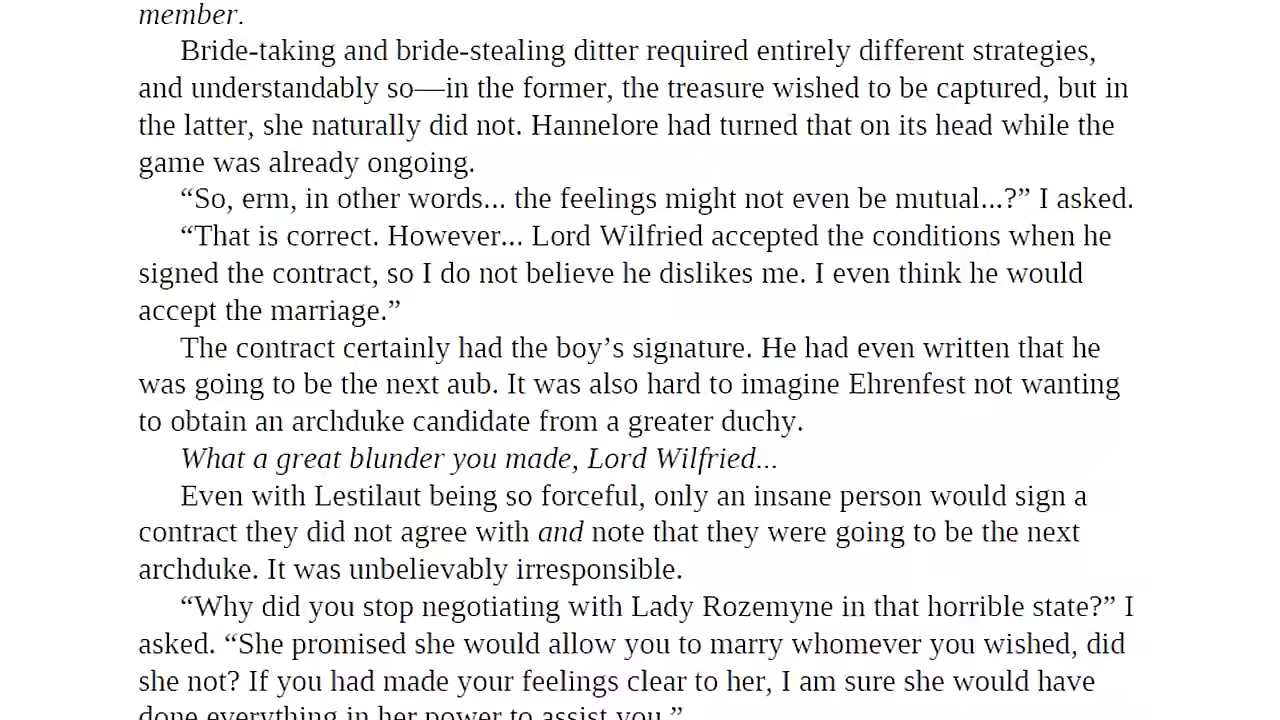 member.
Bride-taking and bride-stealing ditter required entirely different strategies,
and understandably so—in the former, the treasure wished to be captured, but in
the latter, she naturally did not. Hannelore had turned that on its head while the
game was already ongoing.
“So, erm, in other words... the feelings might not even be mutual...?” I asked.
“That is correct. However... Lord Wilfried accepted the conditions when he
signed the contract, so I do not believe he dislikes me. I even think he would
accept the marriage.”
The contract certainly had the boy’s signature. He had even written that he
was going to be the next aub. It was also hard to imagine Ehrenfest not wanting
to obtain an archduke candidate from a greater duchy.
What a great blunder you made, Lord Wilfried...
Even with Lestilaut being so forceful, only an insane person would sign a
contract they did not agree with and note that they were going to be the next
archduke. It was unbelievably irresponsible.
“Why did you stop negotiating with Lady Rozemyne in that horrible state?” I
asked. “She promised she would allow you to marry whomever you wished, did
she not? If you had made your feelings clear to her, I am sure she would have
done everything in her power to assist you.”